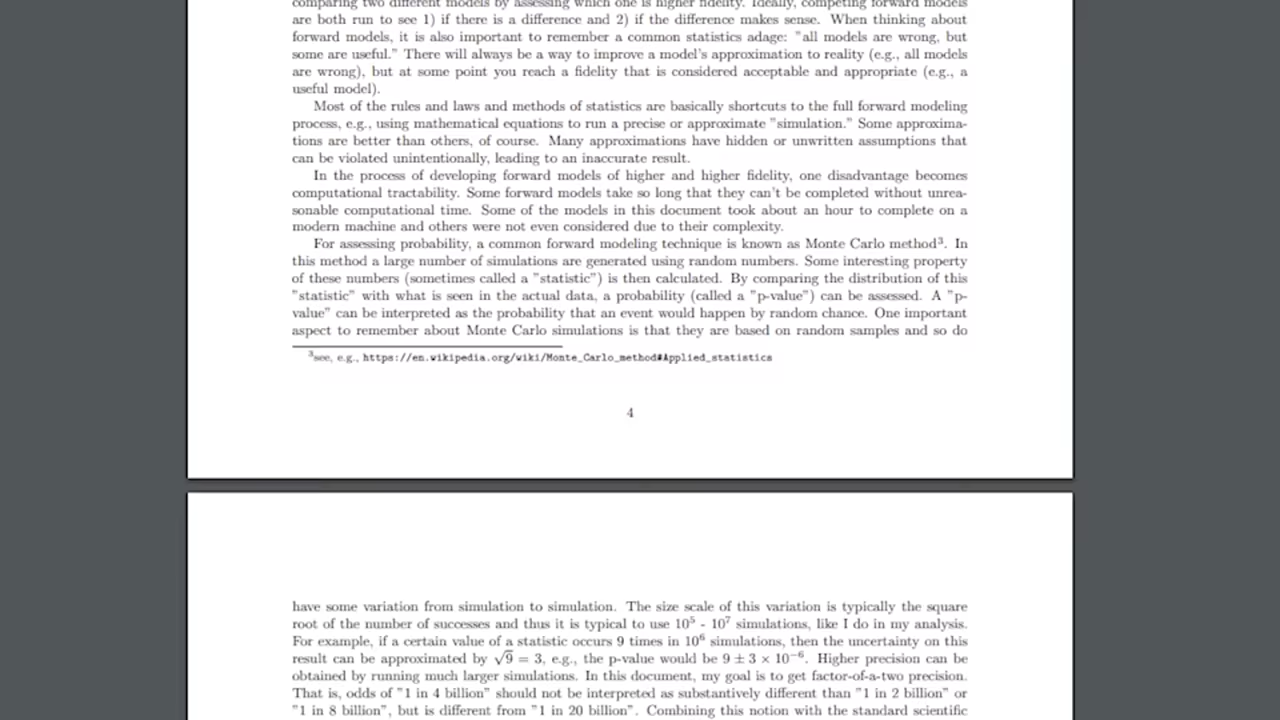 comparing two different models by assessing which one is higher fidelity. Ideally, competing forward models
are both run to see 1) if there is a difference and 2) if the difference makes sense. When thinking about
forward models, it is also important to remember a common statistics adage: "all models are wrong, but
some are useful." There will always be a way to improve a model's approximation to reality (e.g., all models
are wrong), but at some point you reach a fidelity that is considered acceptable and appropriate (e.g., a
useful model).
Most of the rules and laws and methods of statistics are basically shortcuts to the full forward modeling
process, e.g., using mathematical equations to run a precise or approximate "simulation." Some approxima-
tions are better than others, of course. Many approximations have hidden or unwritten assumptions that
can be violated unintentionally, leading to an inaccurate result.
In the process of developing forward models of higher and higher fidelity, one disadvantage becomes
computational tractability. Some forward models take so long that they can't be completed without unrea-
sonable computational time. Some of the models in this document took about an hour to complete on a
modern machine and others were not even considered due to their complexity.
For assessing probability, a common forward modeling technique is known as Monte Carlo method³. In
this method a large number of simulations are generated using random numbers. Some interesting property
of these numbers (sometimes called a "statistic") is then calculated. By comparing the distribution of this
"statistic" with what is seen in the actual data, a probability (called a "p-value") can be assessed. A "p-
value" can be interpreted as the probability that an event would happen by random chance. One important
aspect to remember about Monte Carlo simulations is that they are based on random samples and so do
³see, e.g., https://en.wikipedia.org/wiki/Monte_Carlo_method#Applied_statistics
4
have some variation from simulation to simulation. The size scale of this variation is typically the square
root of the number of successes and thus it is typical to use 10⁵ - 10⁷ simulations, like I do in my analysis.
For example, if a certain value of a statistic occurs 9 times in 10⁶ simulations, then the uncertainty on this
result can be approximated by √9 = 3, e.g., the p-value would be 9 ± 3 × 10⁻⁶. Higher precision can be
obtained by running much larger simulations. In this document, my goal is to get factor-of-a-two precision.
That is, odds of "1 in 4 billion" should not be interpreted as substantively different than "1 in 2 billion" or
"1 in 8 billion", but is different from "1 in 20 billion". Combining this notion with the standard scientific